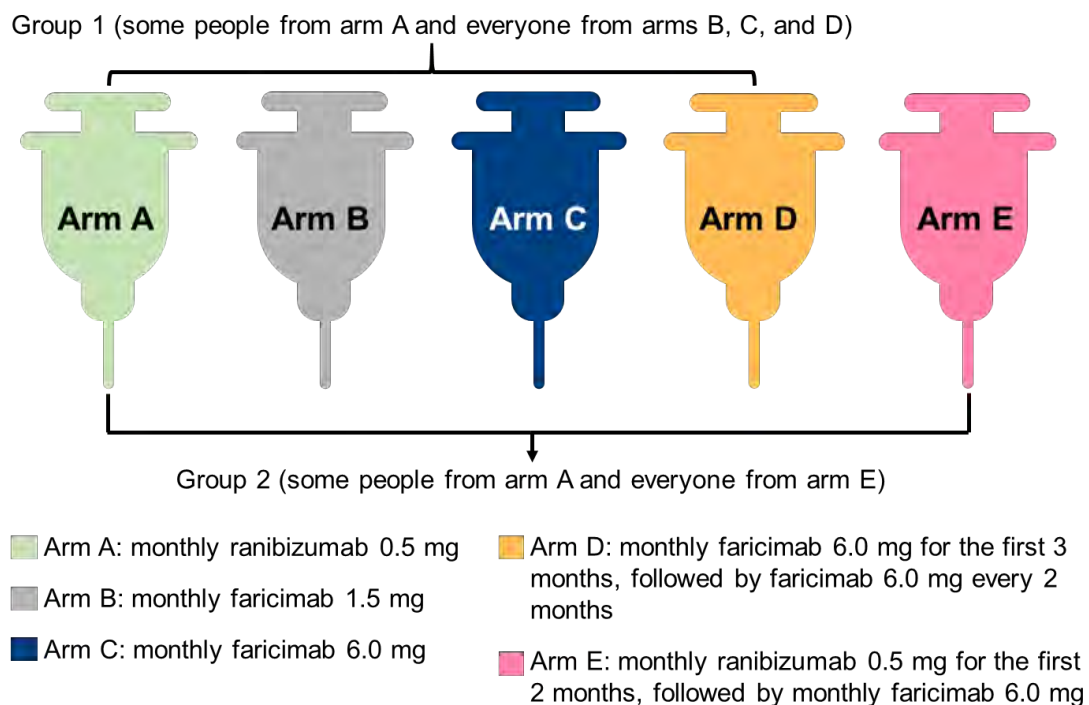 Group 1 (some people from arm A and everyone from arms B, C, and D)
Arm A
Arm B
Arm C
Arm D
Arm E
Group 2 (some people from arm A and everyone from arm E)
Arm A: monthly ranibizumab 0.5 mg
Arm B: monthly faricimab 1.5 mg
Arm C: monthly faricimab 6.0 mg
Arm D: monthly faricimab 6.0 mg for the first 3
months, followed by faricimab 6.0 mg every 2
months
Arm E: monthly ranibizumab 0.5 mg for the first
2 months, followed by monthly faricimab 6.0 mg